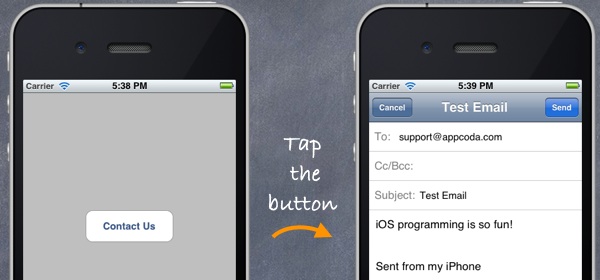 Carrier 5:38 PM
Contact Us
Tap
the
button
Carrier 5:39 PM
Cancel Test Email Send
To: support@appcoda.com
Cc/Bcc:
Subject: Test Email
iOS programming is so fun!
Sent from my iPhone